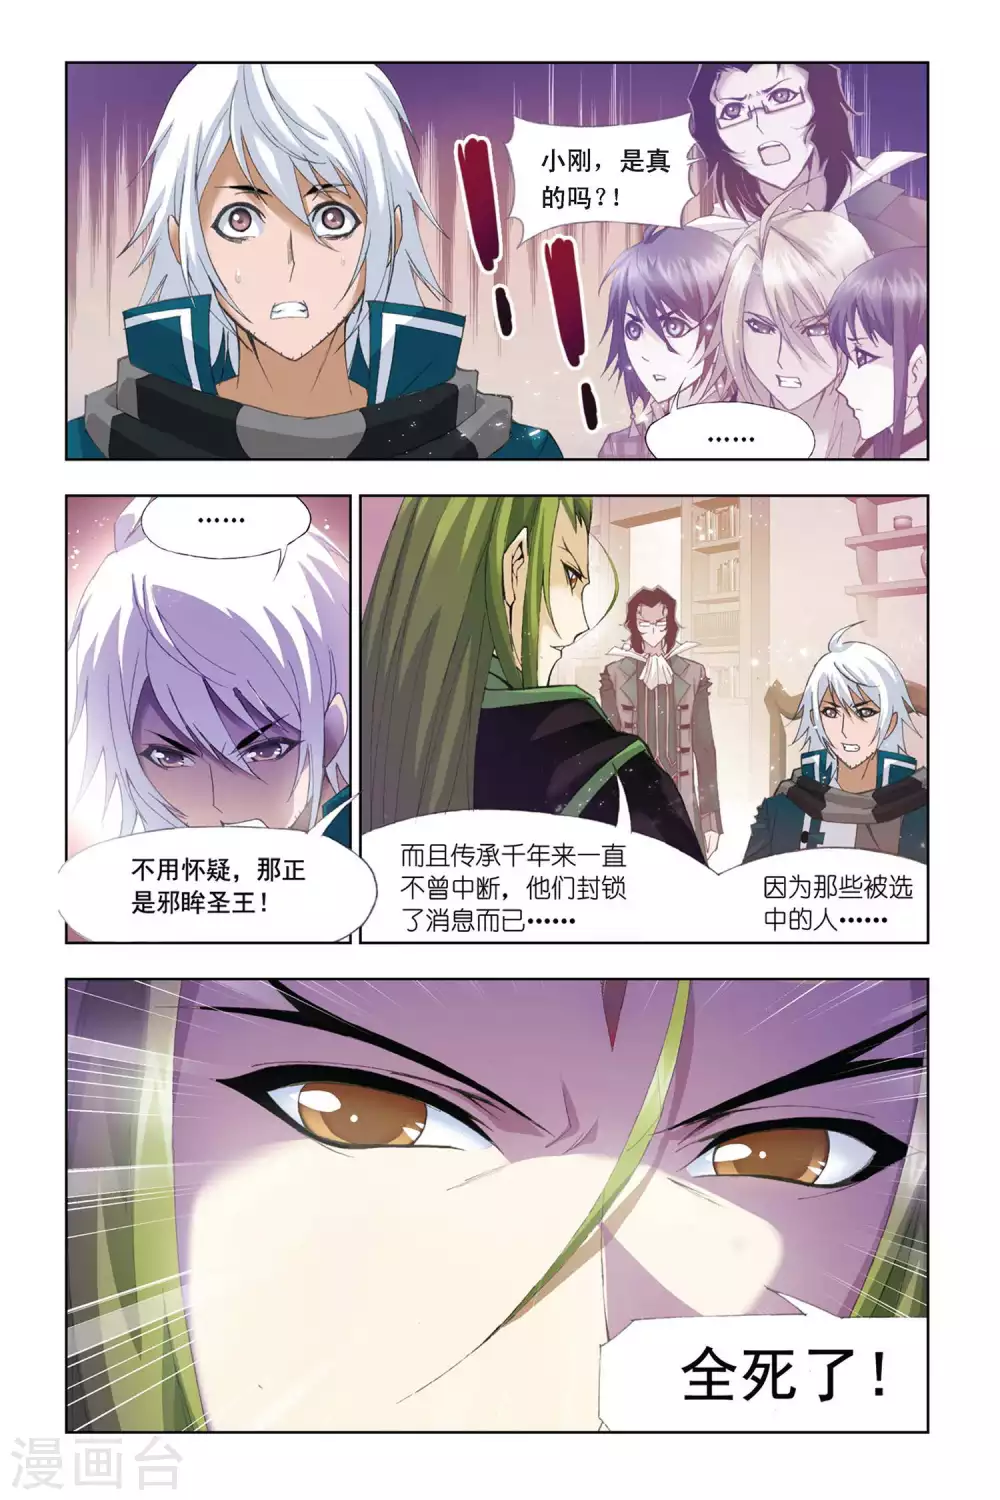 小刚，是真
的吗?!
……
……
不用怀疑，那正
是邪眸圣王！
而且传承千年来一直
不曾中断，他们封锁
了消息而已……
因为那些被选
中的人……
全死了！
漫画台